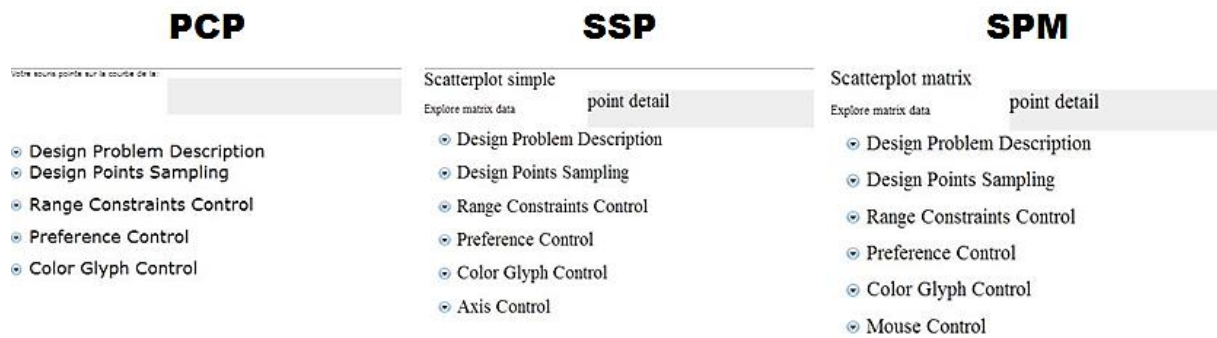 PCP
Votre souris pointe sur la courbe de la:
Design Problem Description
Design Points Sampling
Range Constraints Control
Preference Control
Color Glyph Control
SSP
Scatterplot simple
Explore matrix data
point detail
Design Problem Description
Design Points Sampling
Range Constraints Control
Preference Control
Color Glyph Control
Axis Control
SPM
Scatterplot matrix
Explore matrix data
point detail
Design Problem Description
Design Points Sampling
Range Constraints Control
Preference Control
Color Glyph Control
Mouse Control